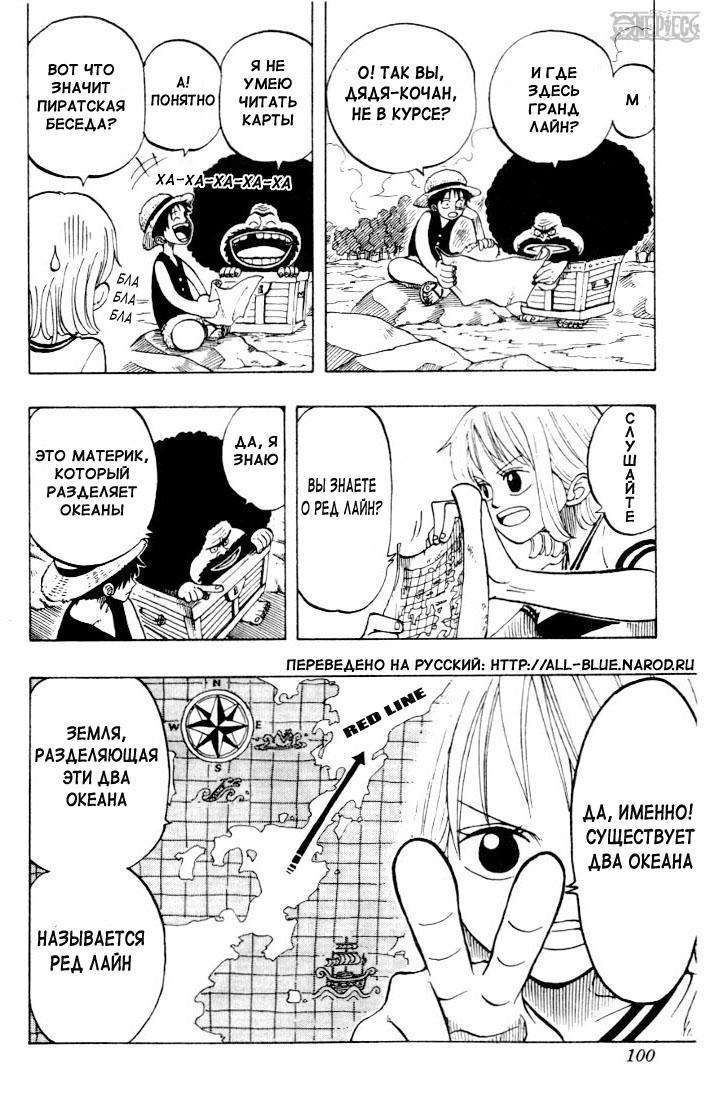 ONE PIECE
М
И ГДЕ
ЗДЕСЬ
ГРАНД
ЛАЙН?
О! ТАК ВЫ,
ДЯДЯ-КОЧАН,
НЕ В КУРСЕ?
Я НЕ
УМЕЮ
ЧИТАТЬ
КАРТЫ
А!
ПОНЯТНО
ХА-ХА-ХА-ХА-ХА
ВОТ ЧТО
ЗНАЧИТ
ПИРАТСКАЯ
БЕСЕДА?
БЛА
БЛА
БЛА
СЛУШАЙТЕ
ВЫ ЗНАЕТЕ
О РЕД ЛАЙН?
ДА, Я
ЗНАЮ
ЭТО МАТЕРИК,
КОТОРЫЙ
РАЗДЕЛЯЕТ
ОКЕАНЫ
ПЕРЕВЕДЕНО НА РУССКИЙ: HTTP://ALL-BLUE.NAROD.RU
ДА, ИМЕННО!
СУЩЕСТВУЕТ
ДВА ОКЕАНА
RED LINE
N
W
E
S
ЗЕМЛЯ,
РАЗДЕЛЯЮЩАЯ
ЭТИ ДВА
ОКЕАНА
НАЗЫВАЕТСЯ
РЕД ЛАЙН
100